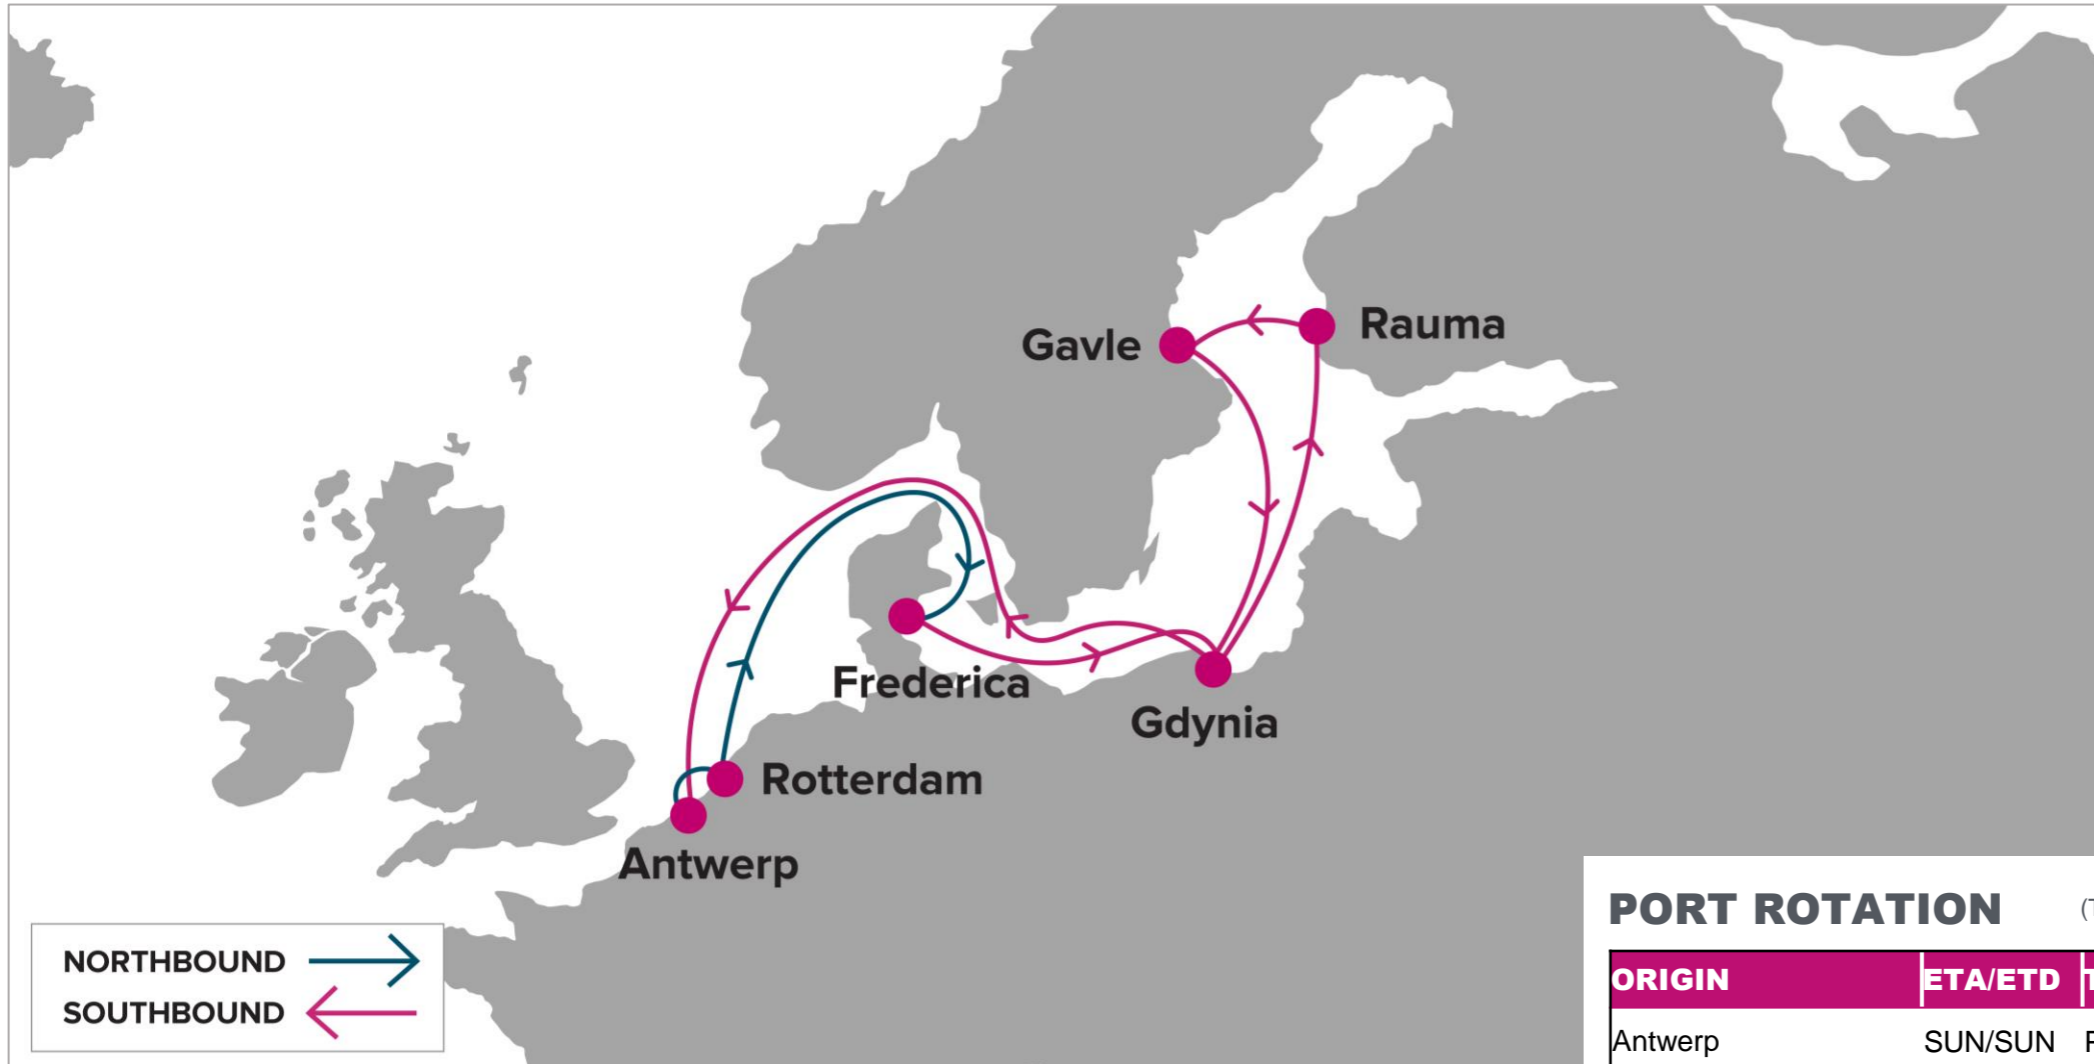 Gavle
Rauma
Frederica
Gdynia
Rotterdam
Antwerp
NORTHBOUND
SOUTHBOUND
PORT ROTATION
ORIGIN ETA/ETD
Antwerp SUN/SUN